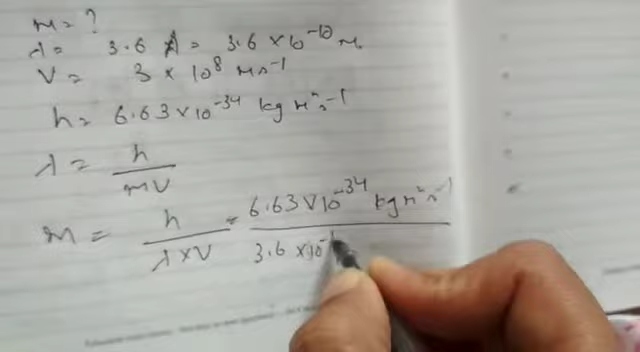 m = ?
λ = 3.6 Å = 3.6 × 10⁻¹⁰ m
V = 3 × 10⁸ ms⁻¹
h = 6.63 × 10⁻³⁴ kg m²s⁻¹
λ = h / mV
m = h / λ × V = 6.63 × 10⁻³⁴ kg m²s⁻¹ / 3.6 × 10⁻